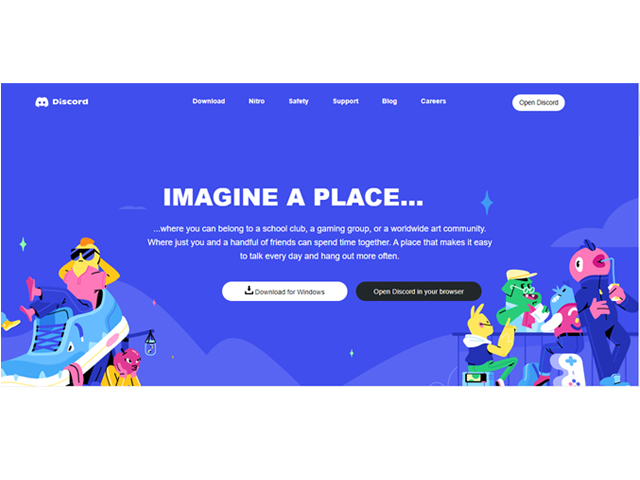 Discord
Download Nitro Safety Support Blog Careers
Open Discord
IMAGINE A PLACE...
...where you can belong to a school club, a gaming group, or a worldwide art community.
Where just you and a handful of friends can spend time together. A place that makes it easy
to talk every day and hang out more often.
Download for Windows
Open Discord in your browser